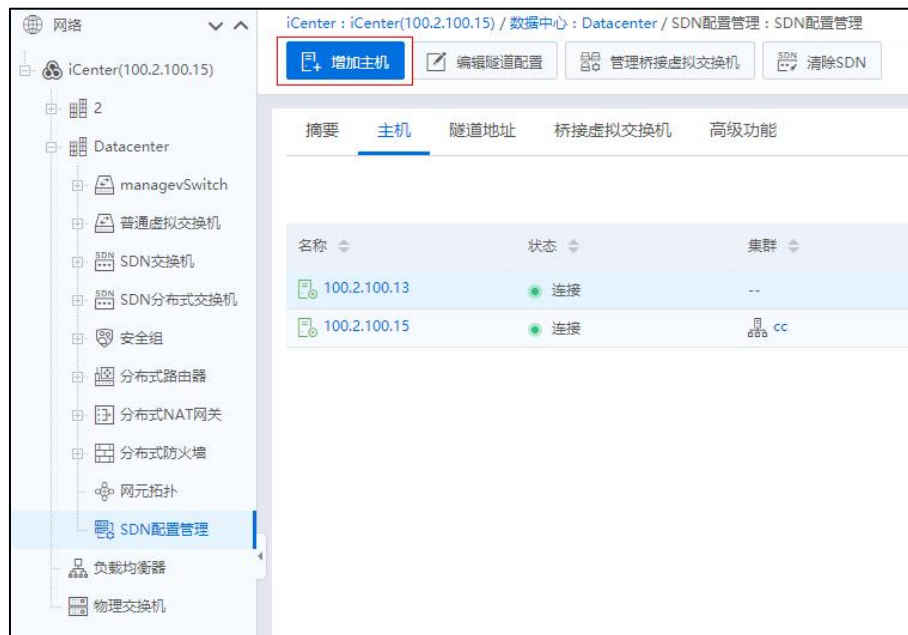 网络
iCenter(100.2.100.15)
2
Datacenter
managevSwitch
普通虚拟交换机
SDN交换机
SDN分布式交换机
安全组
分布式路由器
分布式NAT网关
分布式防火墙
网元拓扑
SDN配置管理
负载均衡器
物理交换机
iCenter : iCenter(100.2.100.15) / 数据中心 : Datacenter / SDN配置管理 : SDN配置管理
增加主机 编辑隧道配置 管理桥接虚拟交换机 清除SDN
摘要 主机 隧道地址 桥接虚拟交换机 高级功能
名称 状态 集群
100.2.100.13 连接 --
100.2.100.15 连接 cc